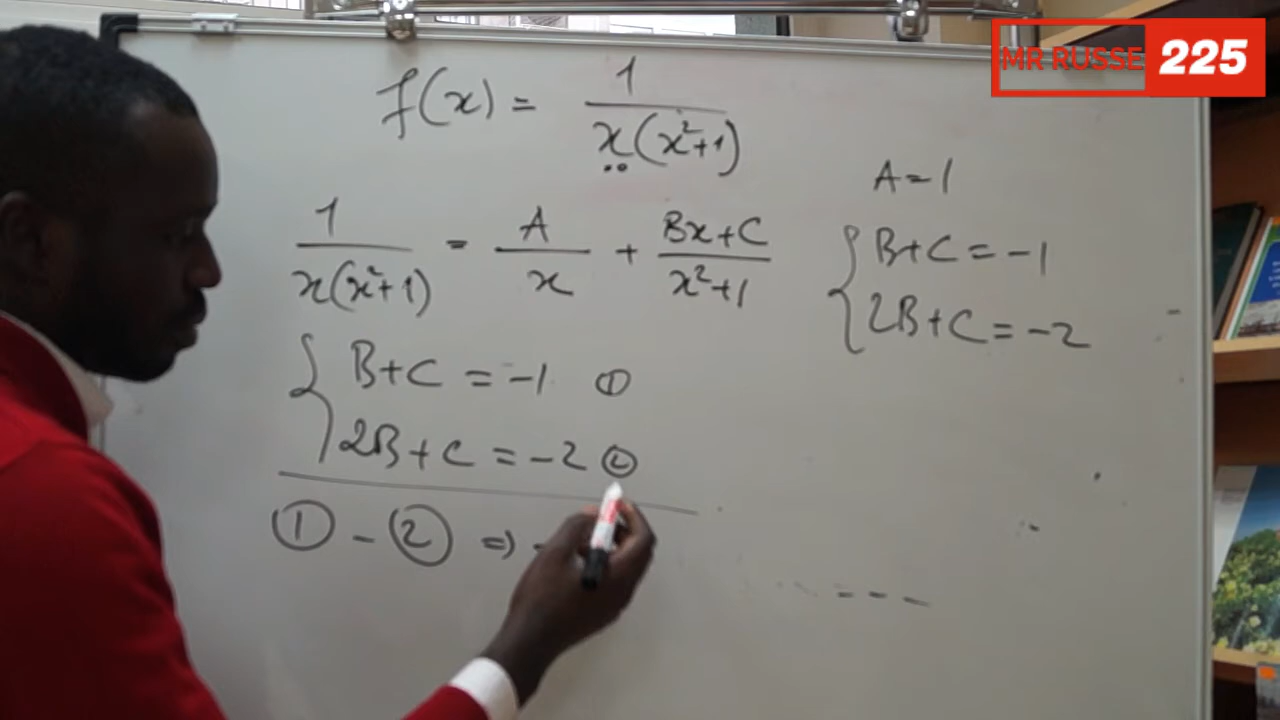 MR RUSSE 225
f(x) = 1/(x(x²+1))
A = 1
1/(x(x²+1)) = A/x + (Bx+C)/(x²+1)
{ B+C = -1
2B+C = -2
{ B+C = -1 ①
2B+C = -2 ②
① - ② ⇒ -